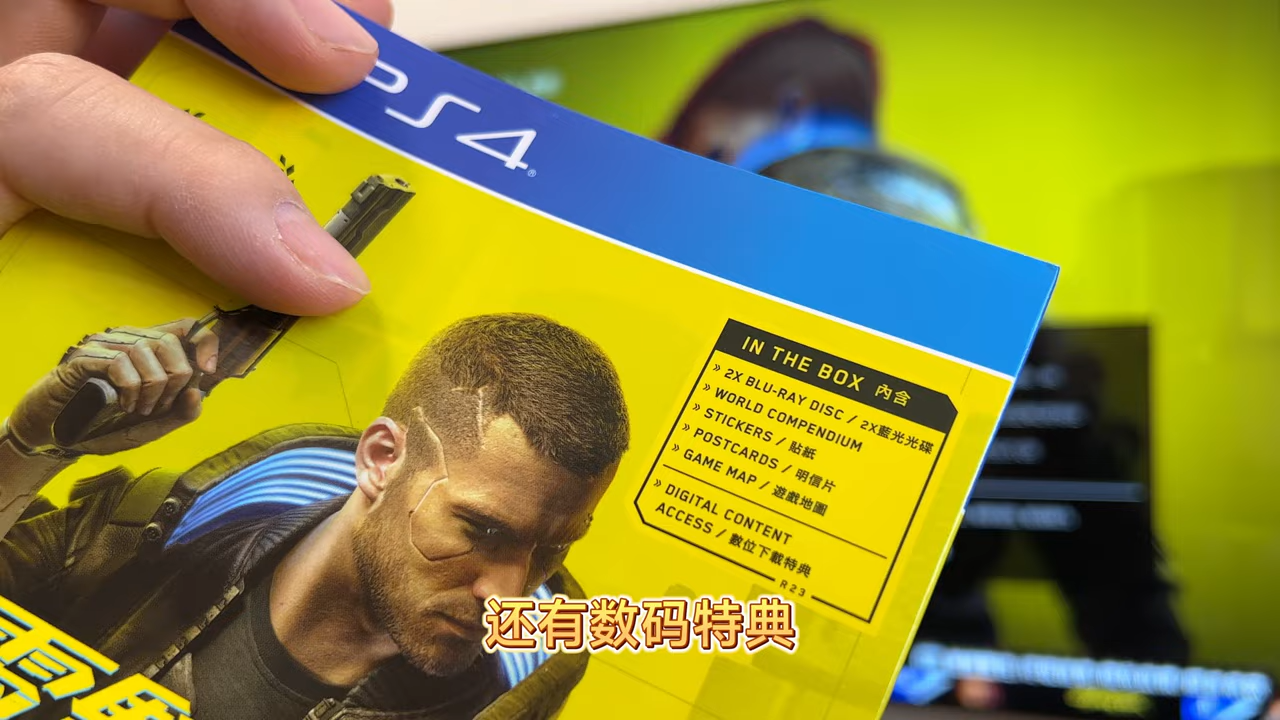 PS4®
IN THE BOX 內含
» 2X BLU-RAY DISC / 2X藍光光碟
» WORLD COMPENDIUM
» STICKERS / 貼紙
» POSTCARDS / 明信片
» GAME MAP / 遊戲地圖
» DIGITAL CONTENT
ACCESS / 數位下載特典
R23
还有数码特典